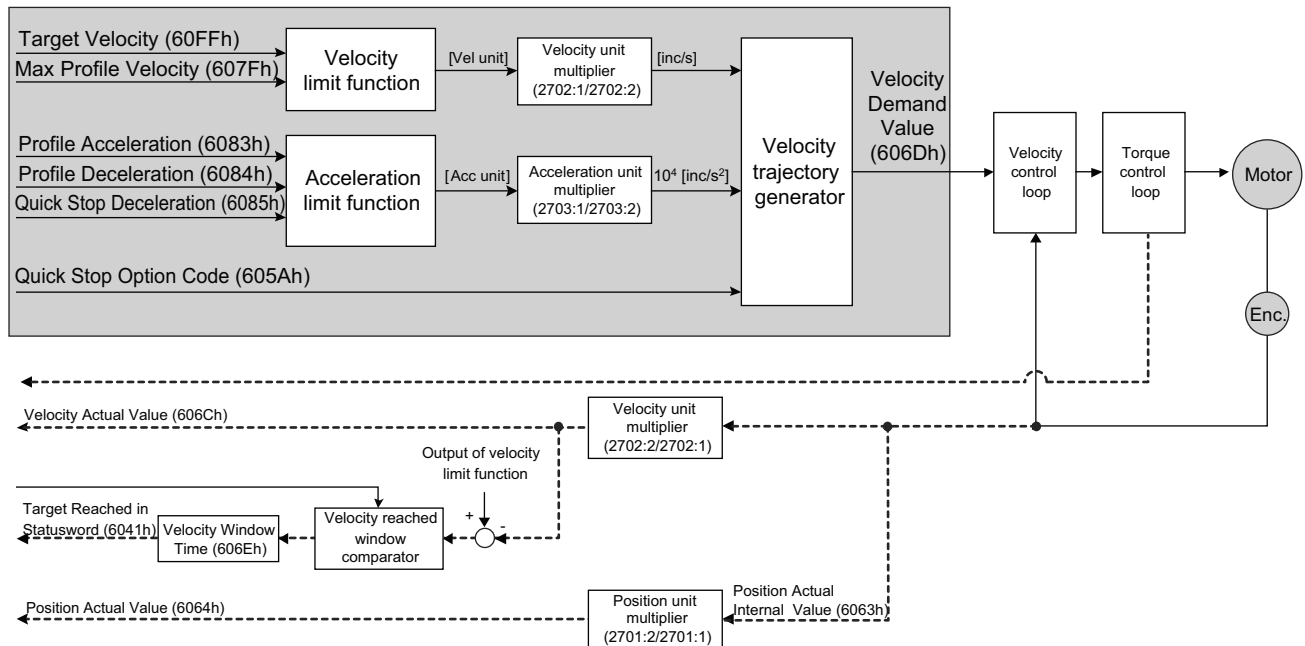 Target Velocity (60FFh)
Max Profile Velocity (607Fh)
Velocity
limit function
[Vel unit]
Velocity unit
multiplier
(2702:1/2702:2)
[inc/s]
Profile Acceleration (6083h)
Profile Deceleration (6084h)
Quick Stop Deceleration (6085h)
Acceleration
limit function
[Acc unit]
Acceleration unit
multiplier
(2703:1/2703:2)
10⁴ [inc/s²]
Quick Stop Option Code (605Ah)
Velocity
trajectory
generator
Velocity
Demand
Value
(606Dh)
Velocity
control
loop
Torque
control
loop
Motor
Enc.
Velocity Actual Value (606Ch)
Velocity unit
multiplier
(2702:2/2702:1)
Output of velocity
limit function
+
-
Target Reached in
Statusword (6041h)
Velocity Window
Time (606Eh)
Velocity reached
window
comparator
Position Actual Value (6064h)
Position unit
multiplier
(2701:2/2701:1)
Position Actual
Internal Value (6063h)